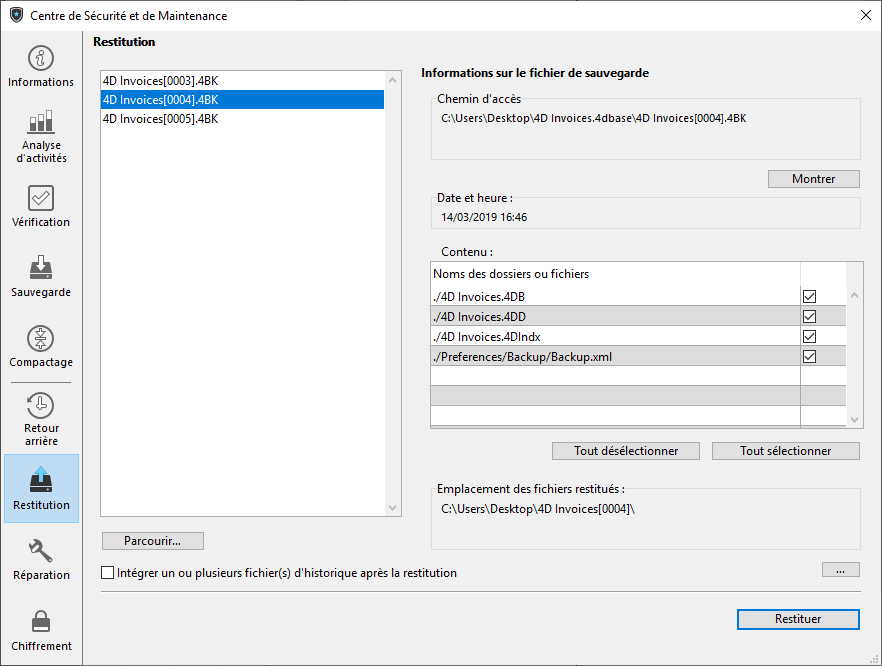 Centre de Sécurité et de Maintenance
Informations
Analyse
d'activités
Vérification
Sauvegarde
Compactage
Retour
arrière
Restitution
Réparation
Chiffrement
Restitution
4D Invoices[0003].4BK
4D Invoices[0004].4BK
4D Invoices[0005].4BK
Parcourir...
Intégrer un ou plusieurs fichier(s) d'historique après la restitution
Informations sur le fichier de sauvegarde
Chemin d'accès
C:\Users\Desktop\4D Invoices.4dbase\4D Invoices[0004].4BK
Montrer
Date et heure :
14/03/2019 16:46
Contenu :
Noms des dossiers ou fichiers
./4D Invoices.4DB
./4D Invoices.4DD
./4D Invoices.4DIndx
./Preferences/Backup/Backup.xml
Tout désélectionner
Tout sélectionner
Emplacement des fichiers restitués :
C:\Users\Desktop\4D Invoices[0004]\
...
Restituer